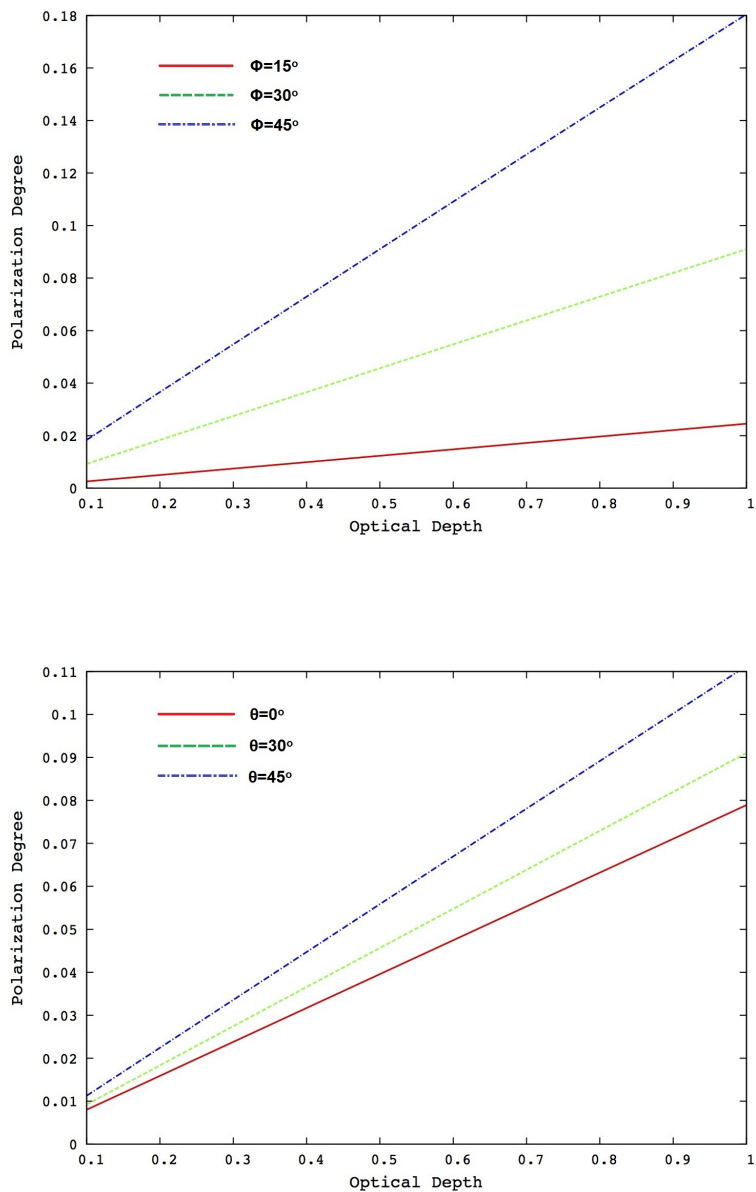 0.18
0.16
0.14
0.12
0.1
0.08
0.06
0.04
0.02
0
Polarization Degree
Φ=15°
Φ=30°
Φ=45°
0.1 0.2 0.3 0.4 0.5 0.6 0.7 0.8 0.9 1
Optical Depth
0.11
0.1
0.09
0.08
0.07
0.06
0.05
0.04
0.03
0.02
0.01
0
Polarization Degree
θ=0°
θ=30°
θ=45°
0.1 0.2 0.3 0.4 0.5 0.6 0.7 0.8 0.9 1
Optical Depth